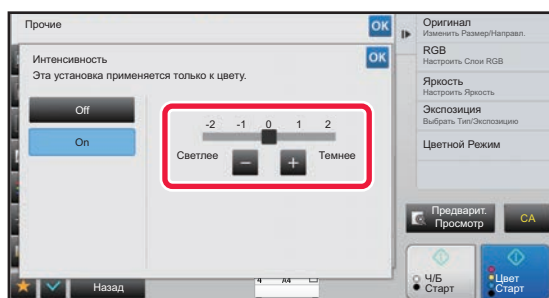 Прочие
OK
Интенсивность
OK
Эта установка применяется только к цвету.
Off
On
-2 -1 0 1 2
Светлее
−
+
Темнее
Назад
4 A4
Оригинал
Изменить Размер/Направл.
RGB
Настроить Слои RGB
Яркость
Настроить Яркость
Экспозиция
Выбрать Тип/Экспозицию
Цветной Режим
Предварит.
Просмотр
CA
Ч/Б
Старт
Цвет
Старт